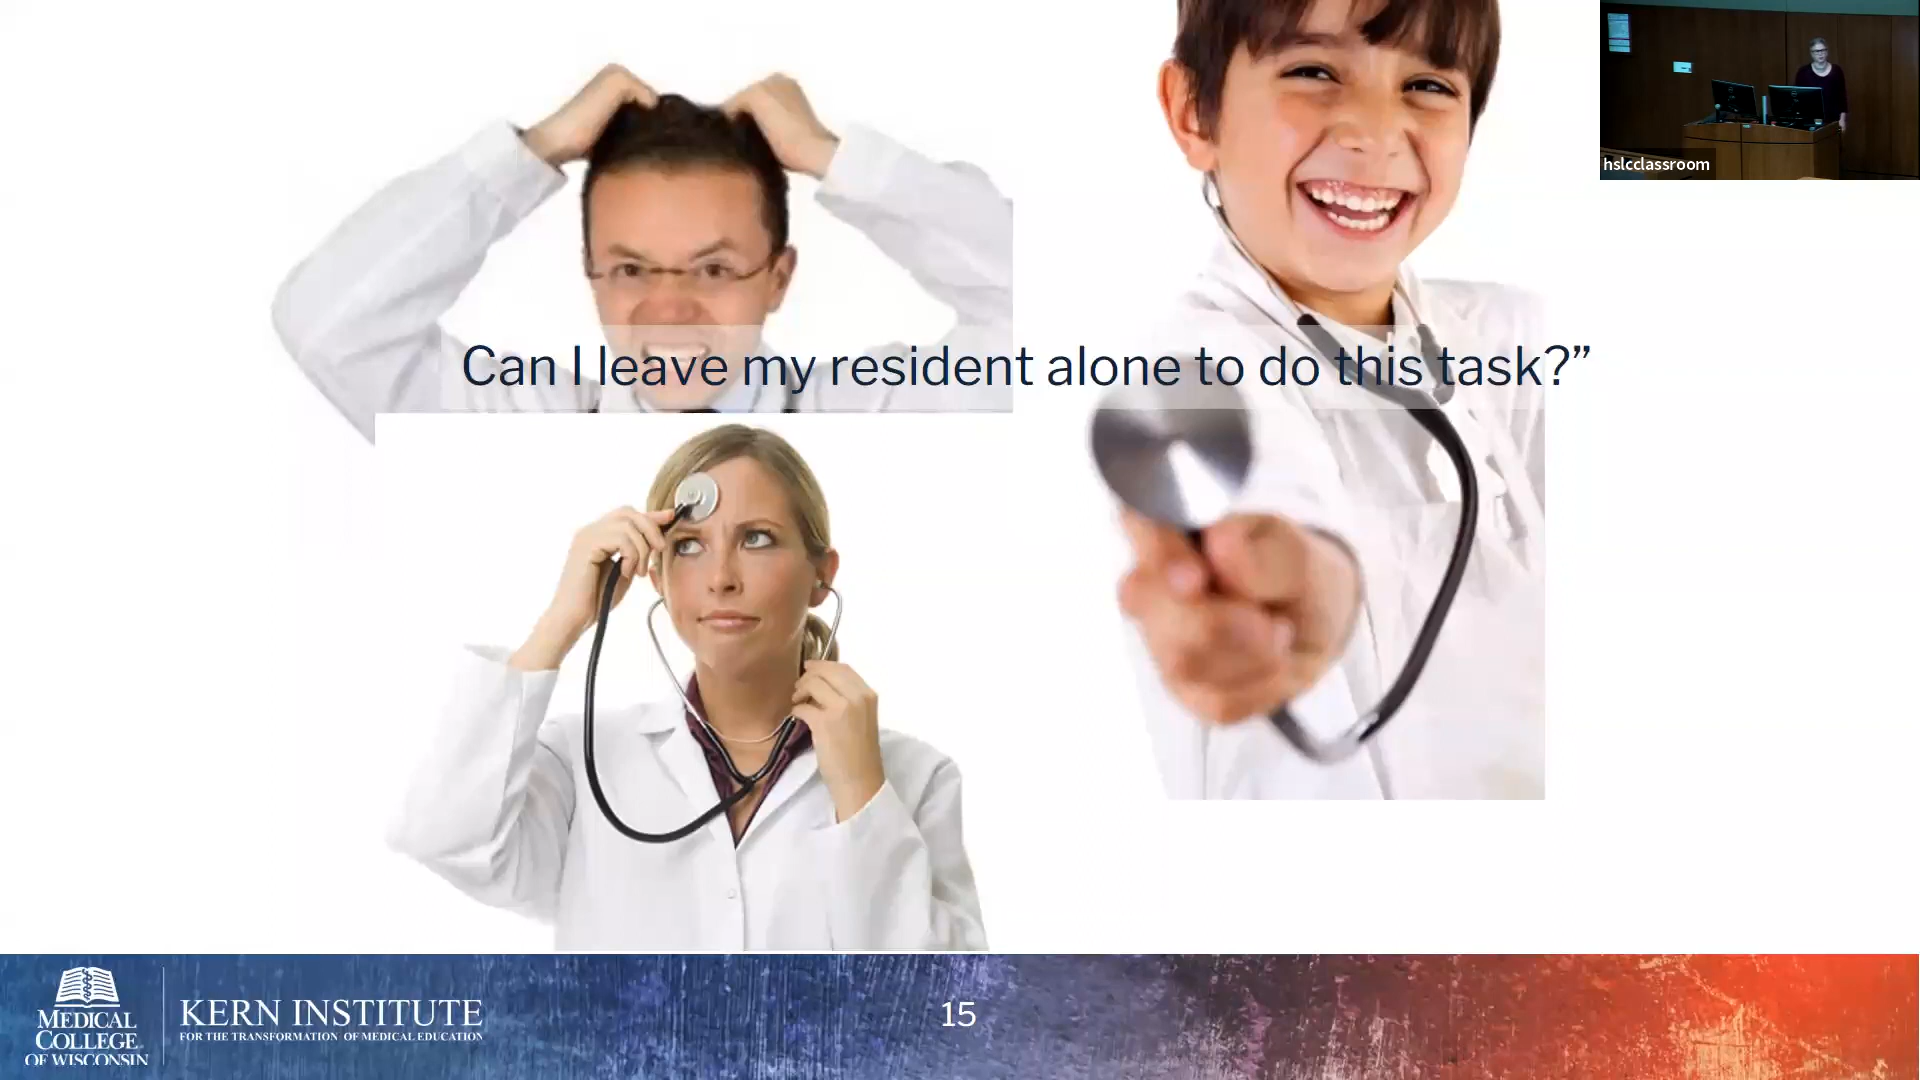 hslcclassroom
Can I leave my resident alone to do this task?”
MEDICAL
COLLEGE
OF WISCONSIN
KERN INSTITUTE
FOR THE TRANSFORMATION OF MEDICAL EDUCATION
15